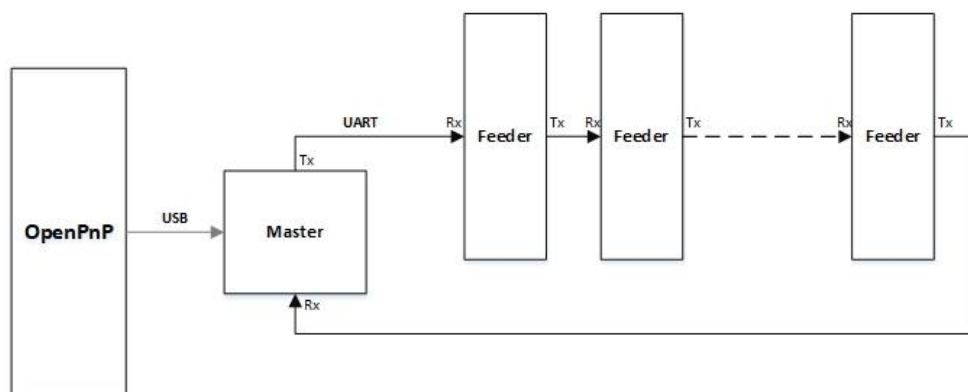 UART
Rx
Feeder
Tx
Rx
Feeder
Tx
Rx
Feeder
Tx
Tx
OpenPnP
USB
Master
Rx